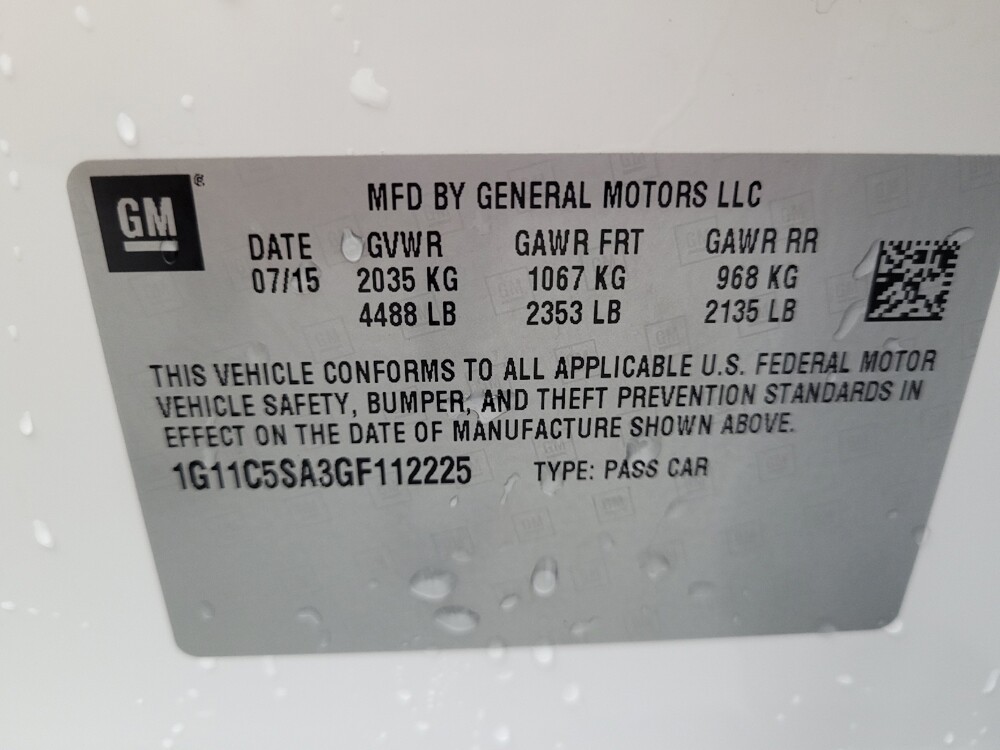 GM ®
MFD BY GENERAL MOTORS LLC
DATE GVWR GAWR FRT GAWR RR
07/15 2035 KG 1067 KG 968 KG
4488 LB 2353 LB 2135 LB
THIS VEHICLE CONFORMS TO ALL APPLICABLE U.S. FEDERAL MOTOR
VEHICLE SAFETY, BUMPER, AND THEFT PREVENTION STANDARDS IN
EFFECT ON THE DATE OF MANUFACTURE SHOWN ABOVE.
1G11C5SA3GF112225 TYPE: PASS CAR